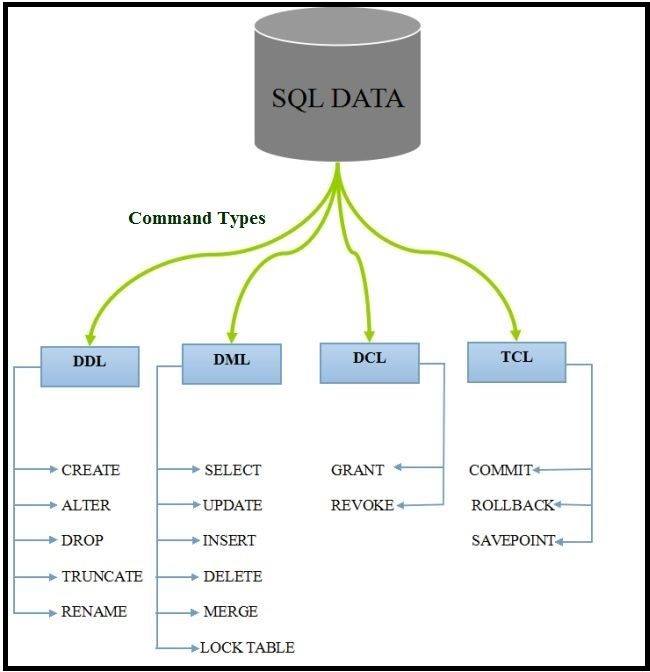 SQL DATA
Command Types
DDL
DML
DCL
TCL
CREATE
ALTER
DROP
TRUNCATE
RENAME
SELECT
UPDATE
INSERT
DELETE
MERGE
LOCK TABLE
GRANT
REVOKE
COMMIT
ROLLBACK
SAVEPOINT